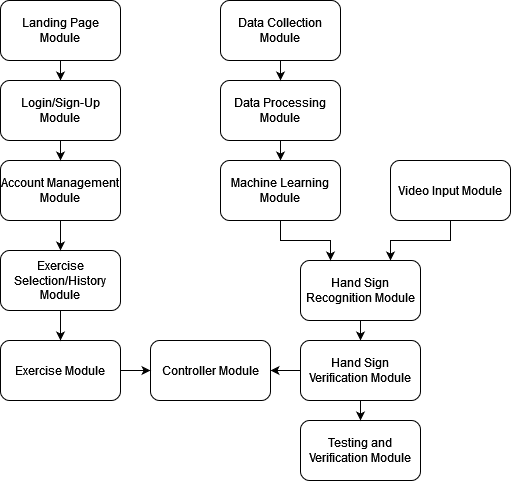 Landing Page
Module
Data Collection
Module
Login/Sign-Up
Module
Data Processing
Module
Account Management
Module
Machine Learning
Module
Video Input Module
Exercise
Selection/History
Module
Hand Sign
Recognition Module
Exercise Module
Controller Module
Hand Sign
Verification Module
Testing and
Verification Module